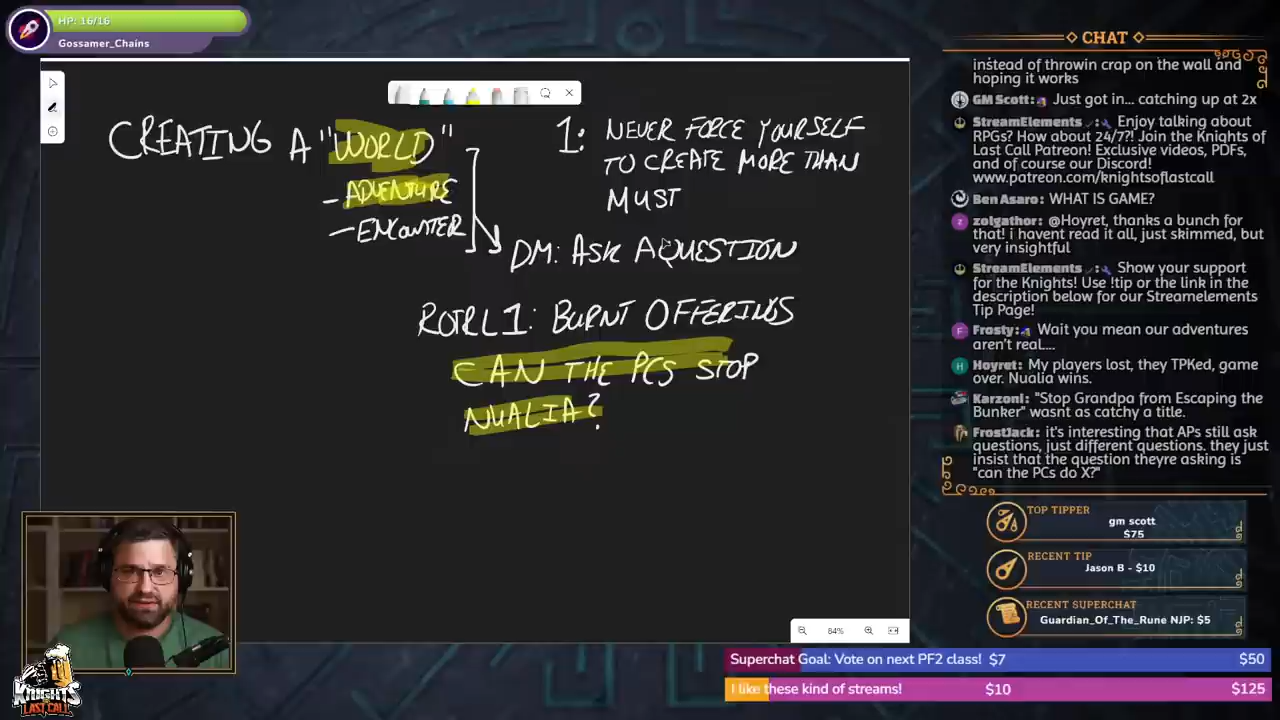 HP: 16/16
Gossamer_Chains
CREATING A "WORLD"
- ADVENTURE
- ENCOUNTER
1: NEVER FORCE YOURSELF
TO CREATE MORE THAN
MUST
DM: ASK A QUESTION
ROTRL 1: BURNT OFFERINGS
CAN THE PCS STOP
NUALIA?
84%
KNIGHTS
OF
LAST CALL
CHAT
instead of throwin crap on the wall and
hoping it works
GM Scott: Just got in... catching up at 2x
StreamElements: Enjoy talking about
RPGs? How about 24/7?! Join the Knights of
Last Call Patreon! Exclusive videos, PDFs,
and of course our Discord!
www.patreon.com/knightsoflastcall
Ben Asaro: WHAT IS GAME?
zolgathor: @Hoyret, thanks a bunch for
that! i havent read it all, just skimmed, but
very insightful
StreamElements: Show your support
for the Knights! Use !tip or the link in the
description below for our Streamelements
Tip Page!
Frosty: Wait you mean our adventures
aren't real....
Hoyret: My players lost, they TPKed, game
over. Nualia wins.
Karzoni: "Stop Grandpa from Escaping the
Bunker" wasnt as catchy a title.
FrostJack: it's interesting that APs still ask
questions, just different questions. they just
insist that the question theyre asking is
"can the PCs do X?"
TOP TIPPER
gm scott
$75
RECENT TIP
Jason B - $10
RECENT SUPERCHAT
Guardian_Of_The_Rune NJP: $5
Superchat Goal: Vote on next PF2 class! $7 $50
I like these kind of streams! $10 $125